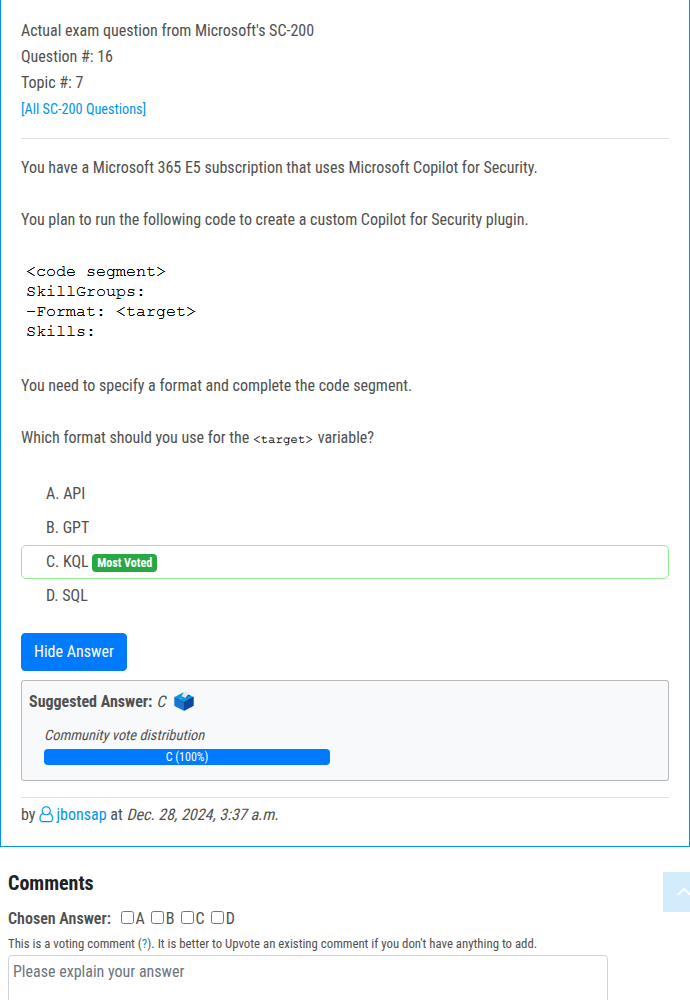 Actual exam question from Microsoft's SC-200
Question #: 16
Topic #: 7
[All SC-200 Questions]
You have a Microsoft 365 E5 subscription that uses Microsoft Copilot for Security.
You plan to run the following code to create a custom Copilot for Security plugin.
<code segment>
SkillGroups:
-Format: <target>
Skills:
You need to specify a format and complete the code segment.
Which format should you use for the <target> variable?
A. API
B. GPT
C. KQL Most Voted
D. SQL
Hide Answer
Suggested Answer: C
Community vote distribution
C (100%)
by jbonsap at Dec. 28, 2024, 3:37 a.m.
Comments
Chosen Answer: A B C D
This is a voting comment (?). It is better to Upvote an existing comment if you don't have anything to add.
Please explain your answer